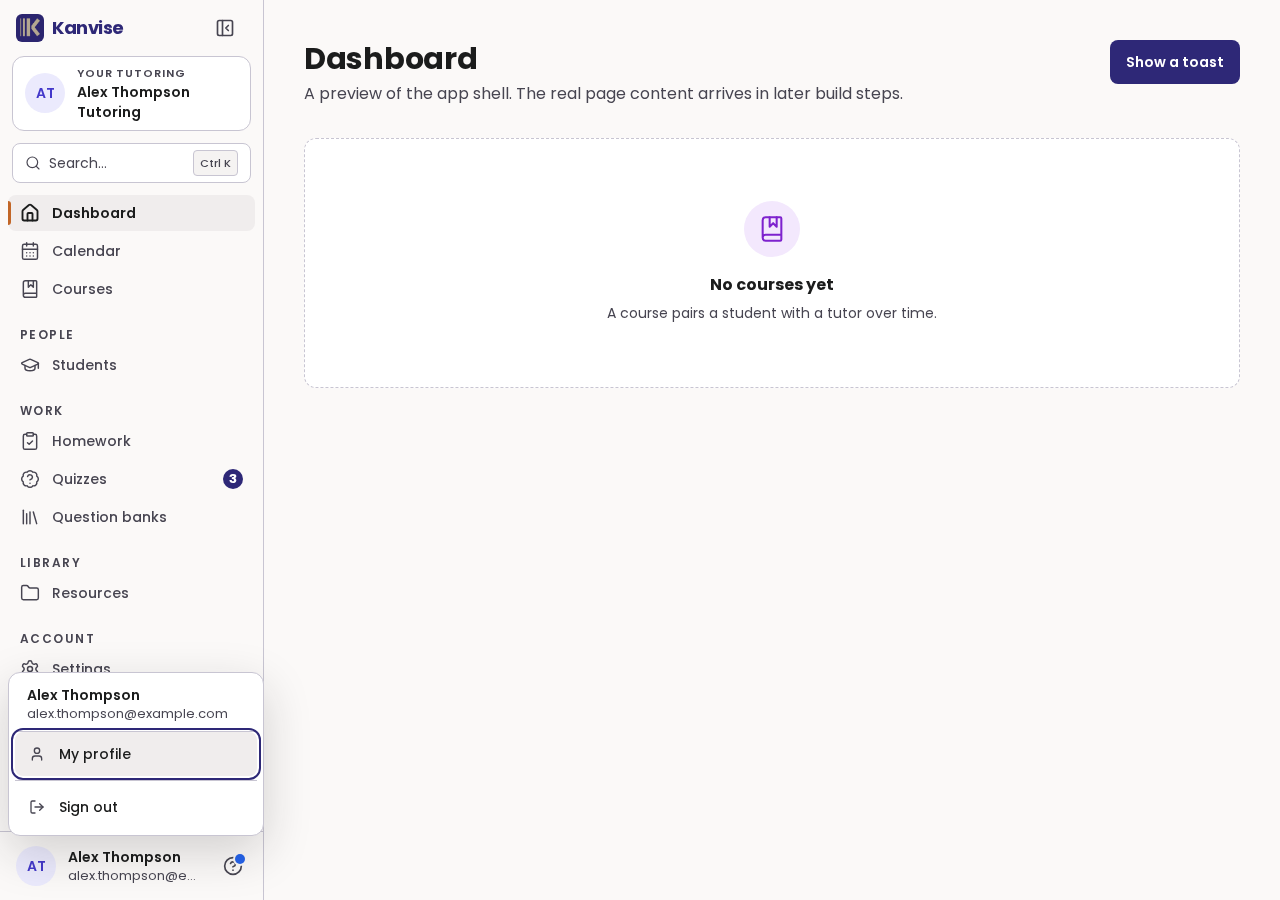 Kanvise
YOUR TUTORING
AT
Alex Thompson
Tutoring
Search...
Ctrl K
Dashboard
Calendar
Courses
PEOPLE
Students
WORK
Homework
Quizzes
3
Question banks
LIBRARY
Resources
ACCOUNT
Settings
Alex Thompson
alex.thompson@example.com
My profile
Sign out
AT
Alex Thompson
alex.thompson@e...
Dashboard
A preview of the app shell. The real page content arrives in later build steps.
Show a toast
No courses yet
A course pairs a student with a tutor over time.